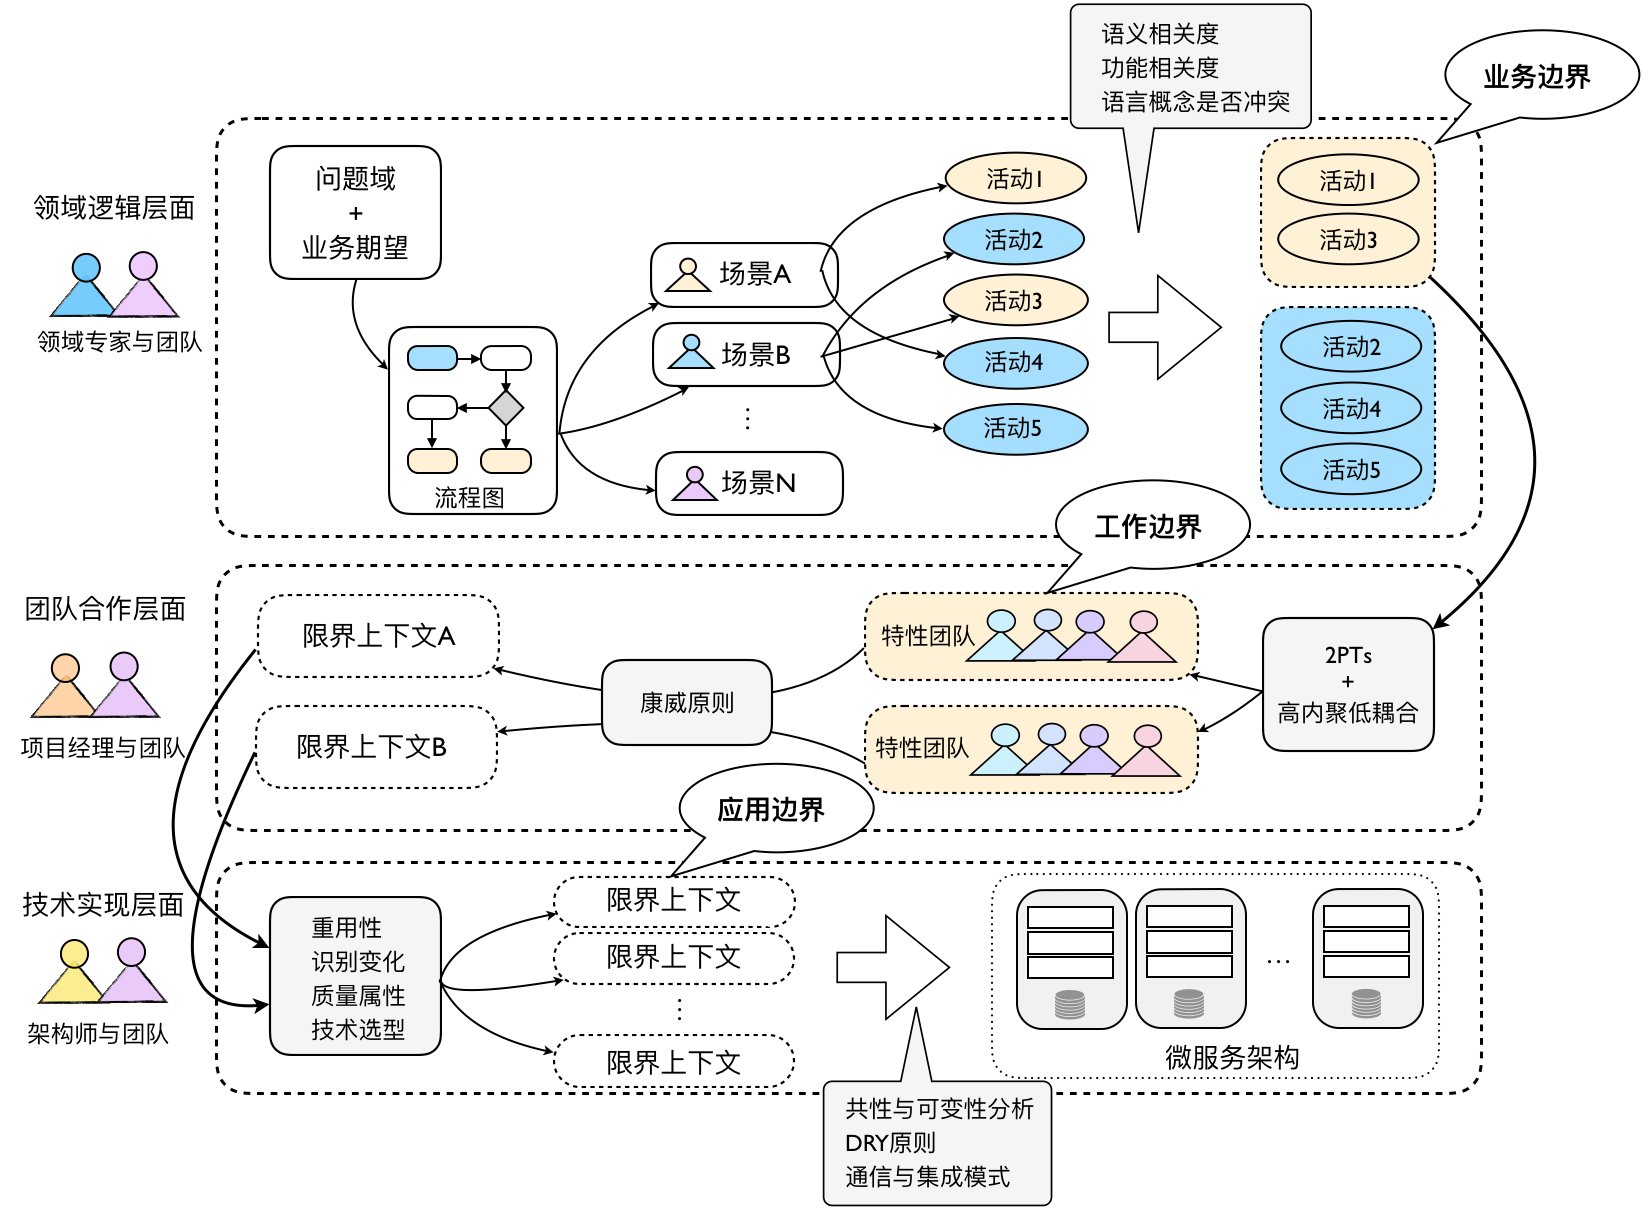 语义相关度
功能相关度
语言概念是否冲突
业务边界
领域逻辑层面
领域专家与团队
问题域
+
业务期望
流程图
场景A
场景B
⋮
场景N
活动1
活动2
活动3
活动4
活动5
活动1
活动3
活动2
活动4
活动5
工作边界
团队合作层面
项目经理与团队
限界上下文A
限界上下文B
康威原则
特性团队
特性团队
2PTs
+
高内聚低耦合
应用边界
技术实现层面
架构师与团队
重用性
识别变化
质量属性
技术选型
限界上下文
限界上下文
⋮
限界上下文
…
微服务架构
共性与可变性分析
DRY原则
通信与集成模式